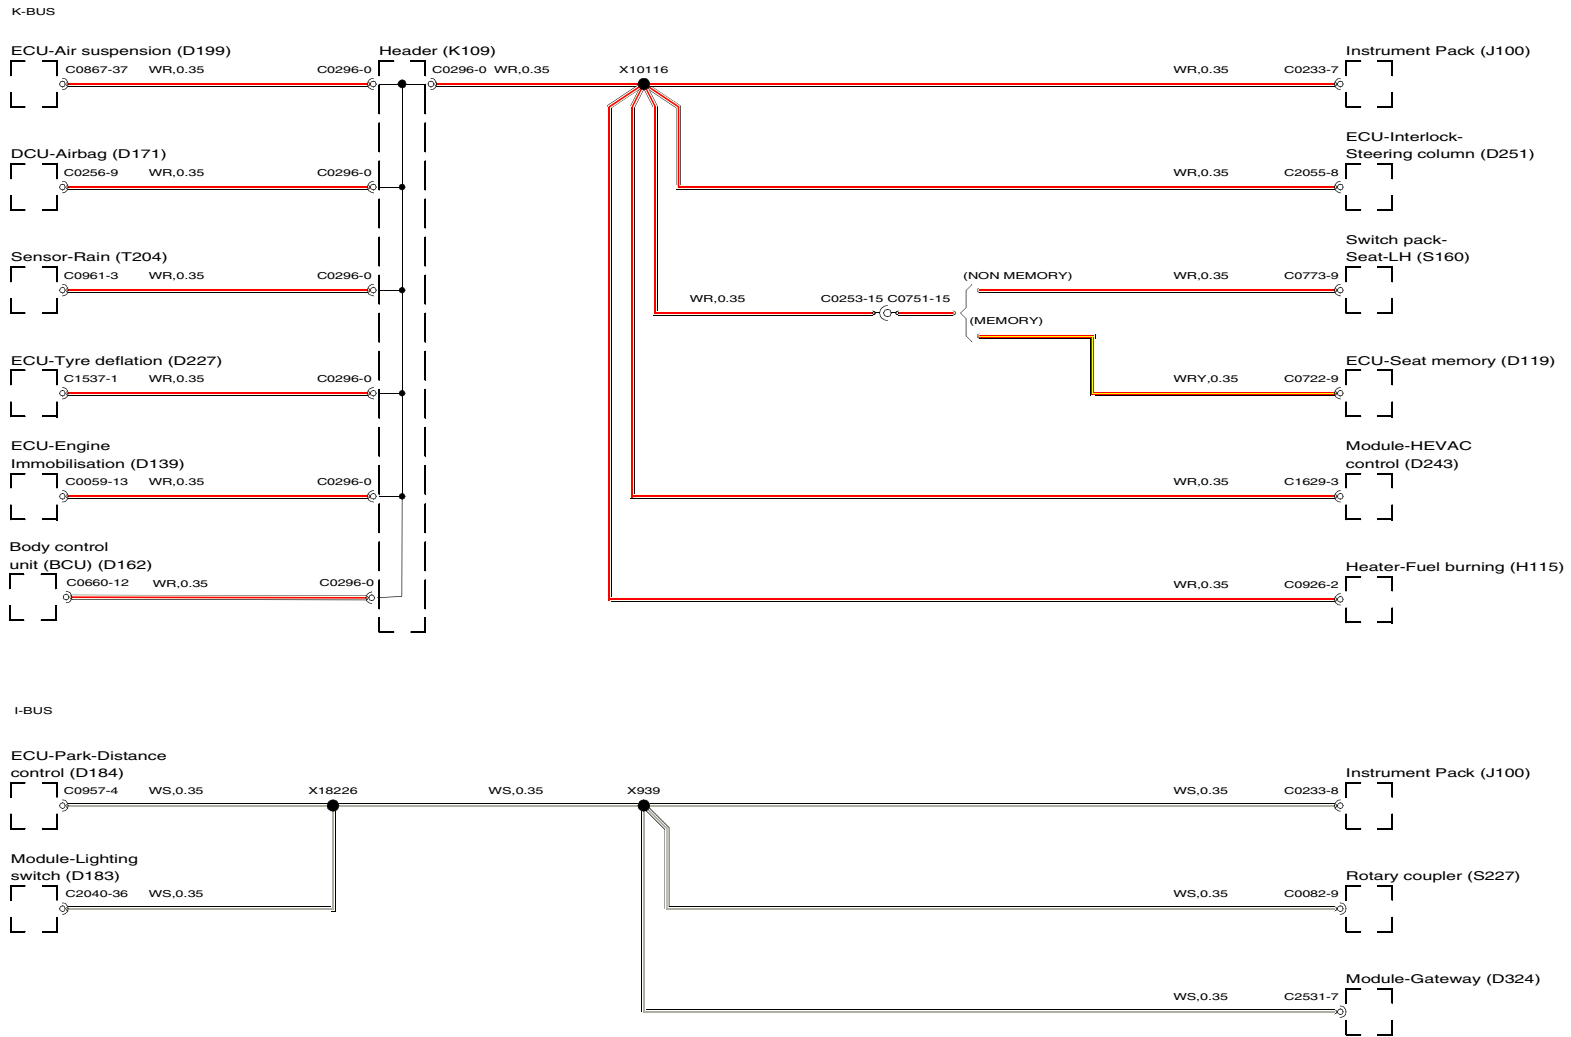 K-BUS
ECU-Air suspension (D199)
Header (K109)
Instrument Pack (J100)
C0867-37 WR,0.35 C0296-0
C0296-0 WR,0.35 X10116 WR,0.35 C0233-7
DCU-Airbag (D171)
ECU-Interlock-
Steering column (D251)
C0256-9 WR,0.35 C0296-0
WR,0.35 C2055-8
Sensor-Rain (T204)
Switch pack-
Seat-LH (S160)
C0961-3 WR,0.35 C0296-0
(NON MEMORY) WR,0.35 C0773-9
WR,0.35 C0253-15 C0751-15
(MEMORY)
ECU-Tyre deflation (D227)
ECU-Seat memory (D119)
C1537-1 WR,0.35 C0296-0
WRY,0.35 C0722-9
ECU-Engine
Immobilisation (D139)
Module-HEVAC
control (D243)
C0059-13 WR,0.35 C0296-0
WR,0.35 C1629-3
Body control
unit (BCU) (D162)
Heater-Fuel burning (H115)
C0660-12 WR,0.35 C0296-0
WR,0.35 C0926-2
I-BUS
ECU-Park-Distance
control (D184)
Instrument Pack (J100)
C0957-4 WS,0.35 X18226 WS,0.35 X939 WS,0.35 C0233-8
Module-Lighting
switch (D183)
Rotary coupler (S227)
C2040-36 WS,0.35
WS,0.35 C0082-9
Module-Gateway (D324)
WS,0.35 C2531-7